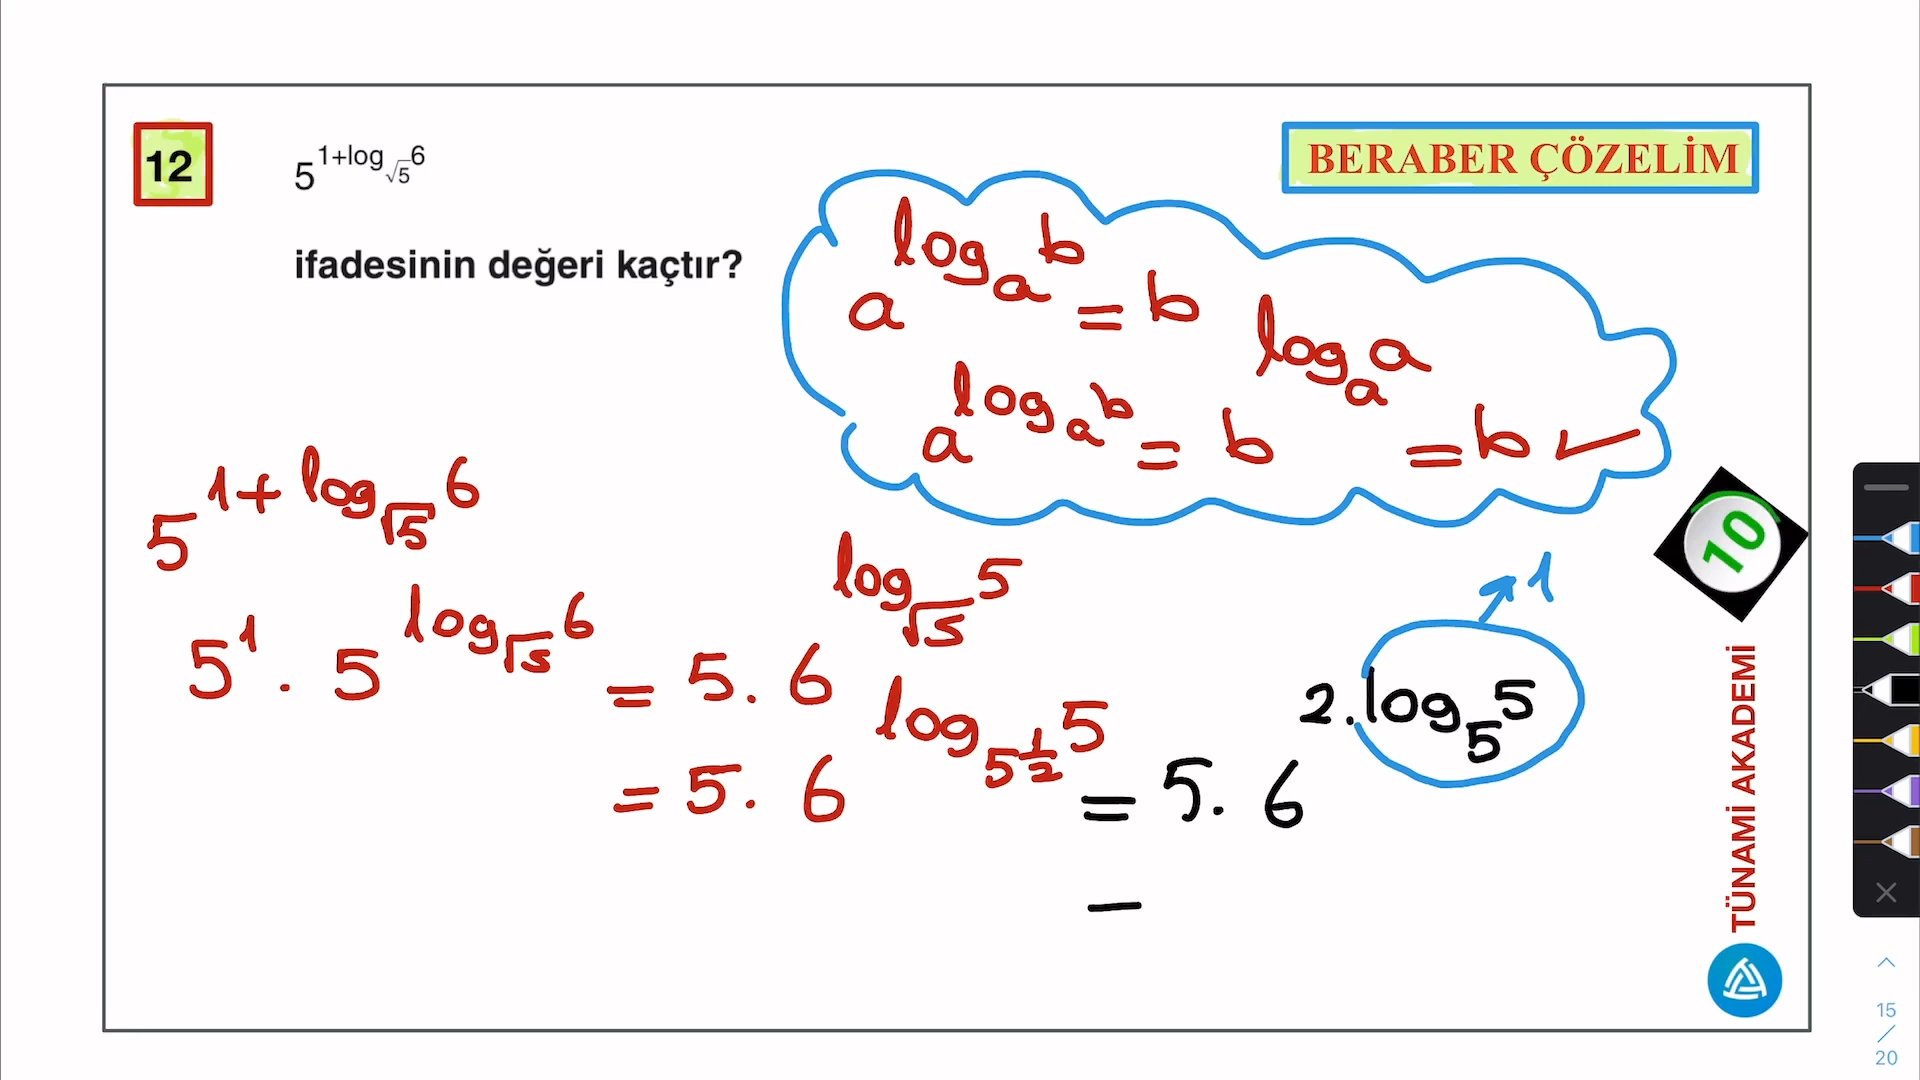 12
5^(1+log_√5 6)
BERABER ÇÖZELİM
ifadesinin değeri kaçtır?
a^(log_a b) = b
a^(log_a b) = b^(log_a a) = b ✓
5^(1+log_√5 6)
5^1 . 5^(log_√5 6) = 5 . 6^(log_√5 5)
= 5 . 6^(log_5^(1/2) 5) = 5 . 6^(2.log_5 5)
→ 1
=
10
TÜNAMİ AKADEMİ
15
/
20